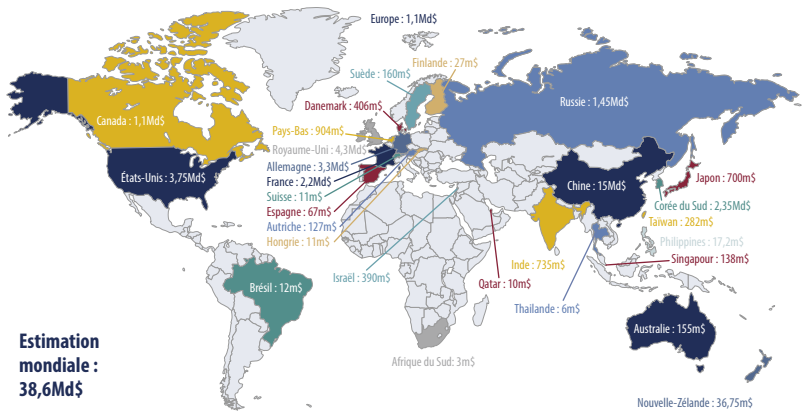 Europe : 1,1Md$
Finlande : 27m$
Suède : 160m$
Danemark : 406m$
Russie : 1,45Md$
Canada : 1,1Md$
Pays-Bas : 904m$
Royaume-Uni : 4,3Md$
Allemagne : 3,3Md$
États-Unis : 3,75Md$
France : 2,2Md$
Japon : 700m$
Chine : 15Md$
Suisse : 11m$
Corée du Sud : 2,35Md$
Espagne : 67m$
Taïwan : 282m$
Autriche : 127m$
Hongrie : 11m$
Philippines : 17,2m$
Singapour : 138m$
Inde : 735m$
Israël : 390m$
Qatar : 10m$
Brésil : 12m$
Thaïlande : 6m$
Australie : 155m$
Estimation
mondiale :
38,6Md$
Afrique du Sud: 3m$
Nouvelle-Zélande : 36,75m$